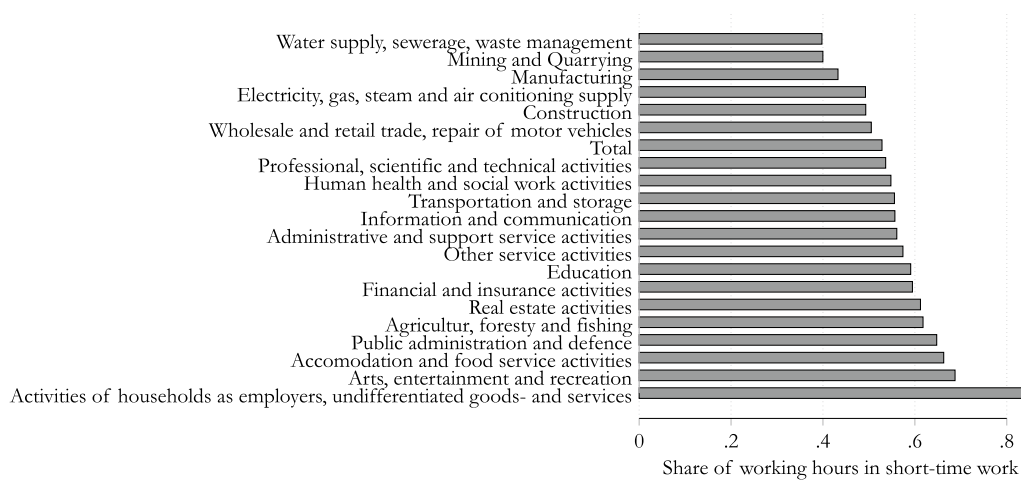 Water supply, sewerage, waste management
Mining and Quarrying
Manufacturing
Electricity, gas, steam and air conitioning supply
Construction
Wholesale and retail trade, repair of motor vehicles
Total
Professional, scientific and technical activities
Human health and social work activities
Transportation and storage
Information and communication
Administrative and support service activities
Other service activities
Education
Financial and insurance activities
Real estate activities
Agricultur, foresty and fishing
Public administration and defence
Accomodation and food service activities
Arts, entertainment and recreation
Activities of households as employers, undifferentiated goods- and services
0 .2 .4 .6 .8
Share of working hours in short-time work